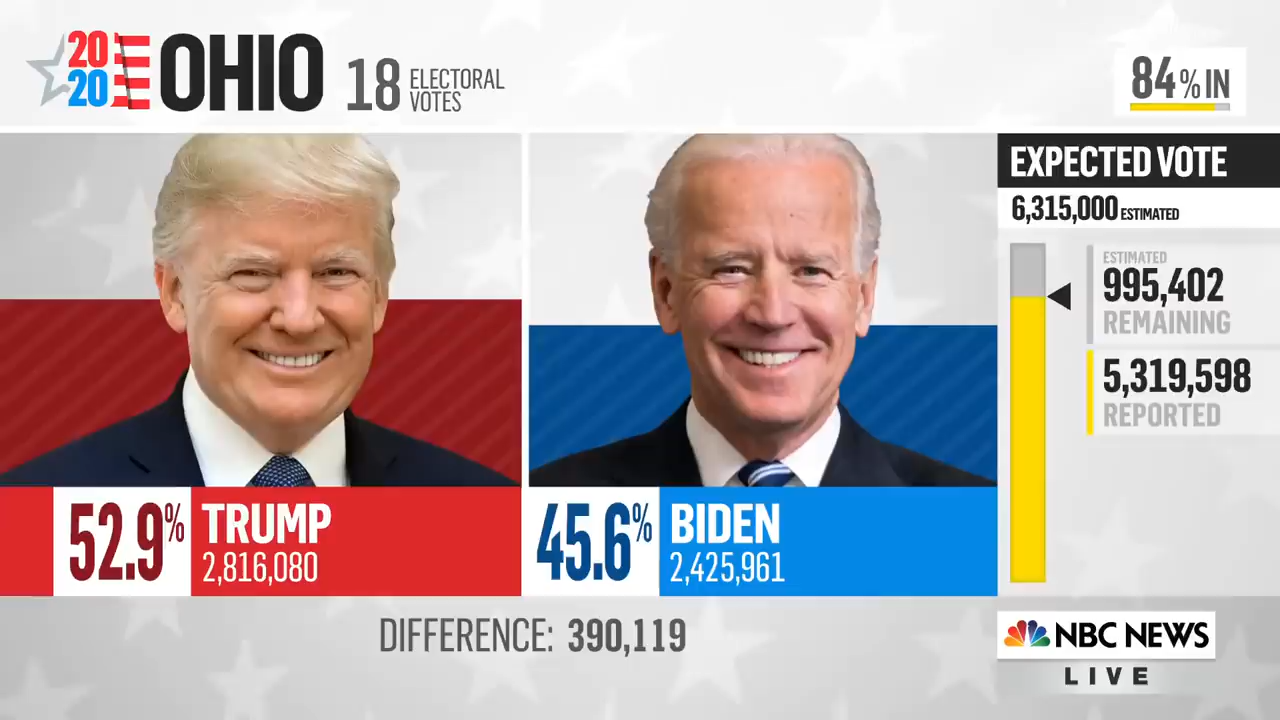 2020 OHIO 18 ELECTORAL VOTES
84% IN
EXPECTED VOTE
6,315,000 ESTIMATED
ESTIMATED
995,402
REMAINING
5,319,598
REPORTED
52.9% TRUMP
2,816,080
45.6% BIDEN
2,425,961
DIFFERENCE: 390,119
NBC NEWS
LIVE